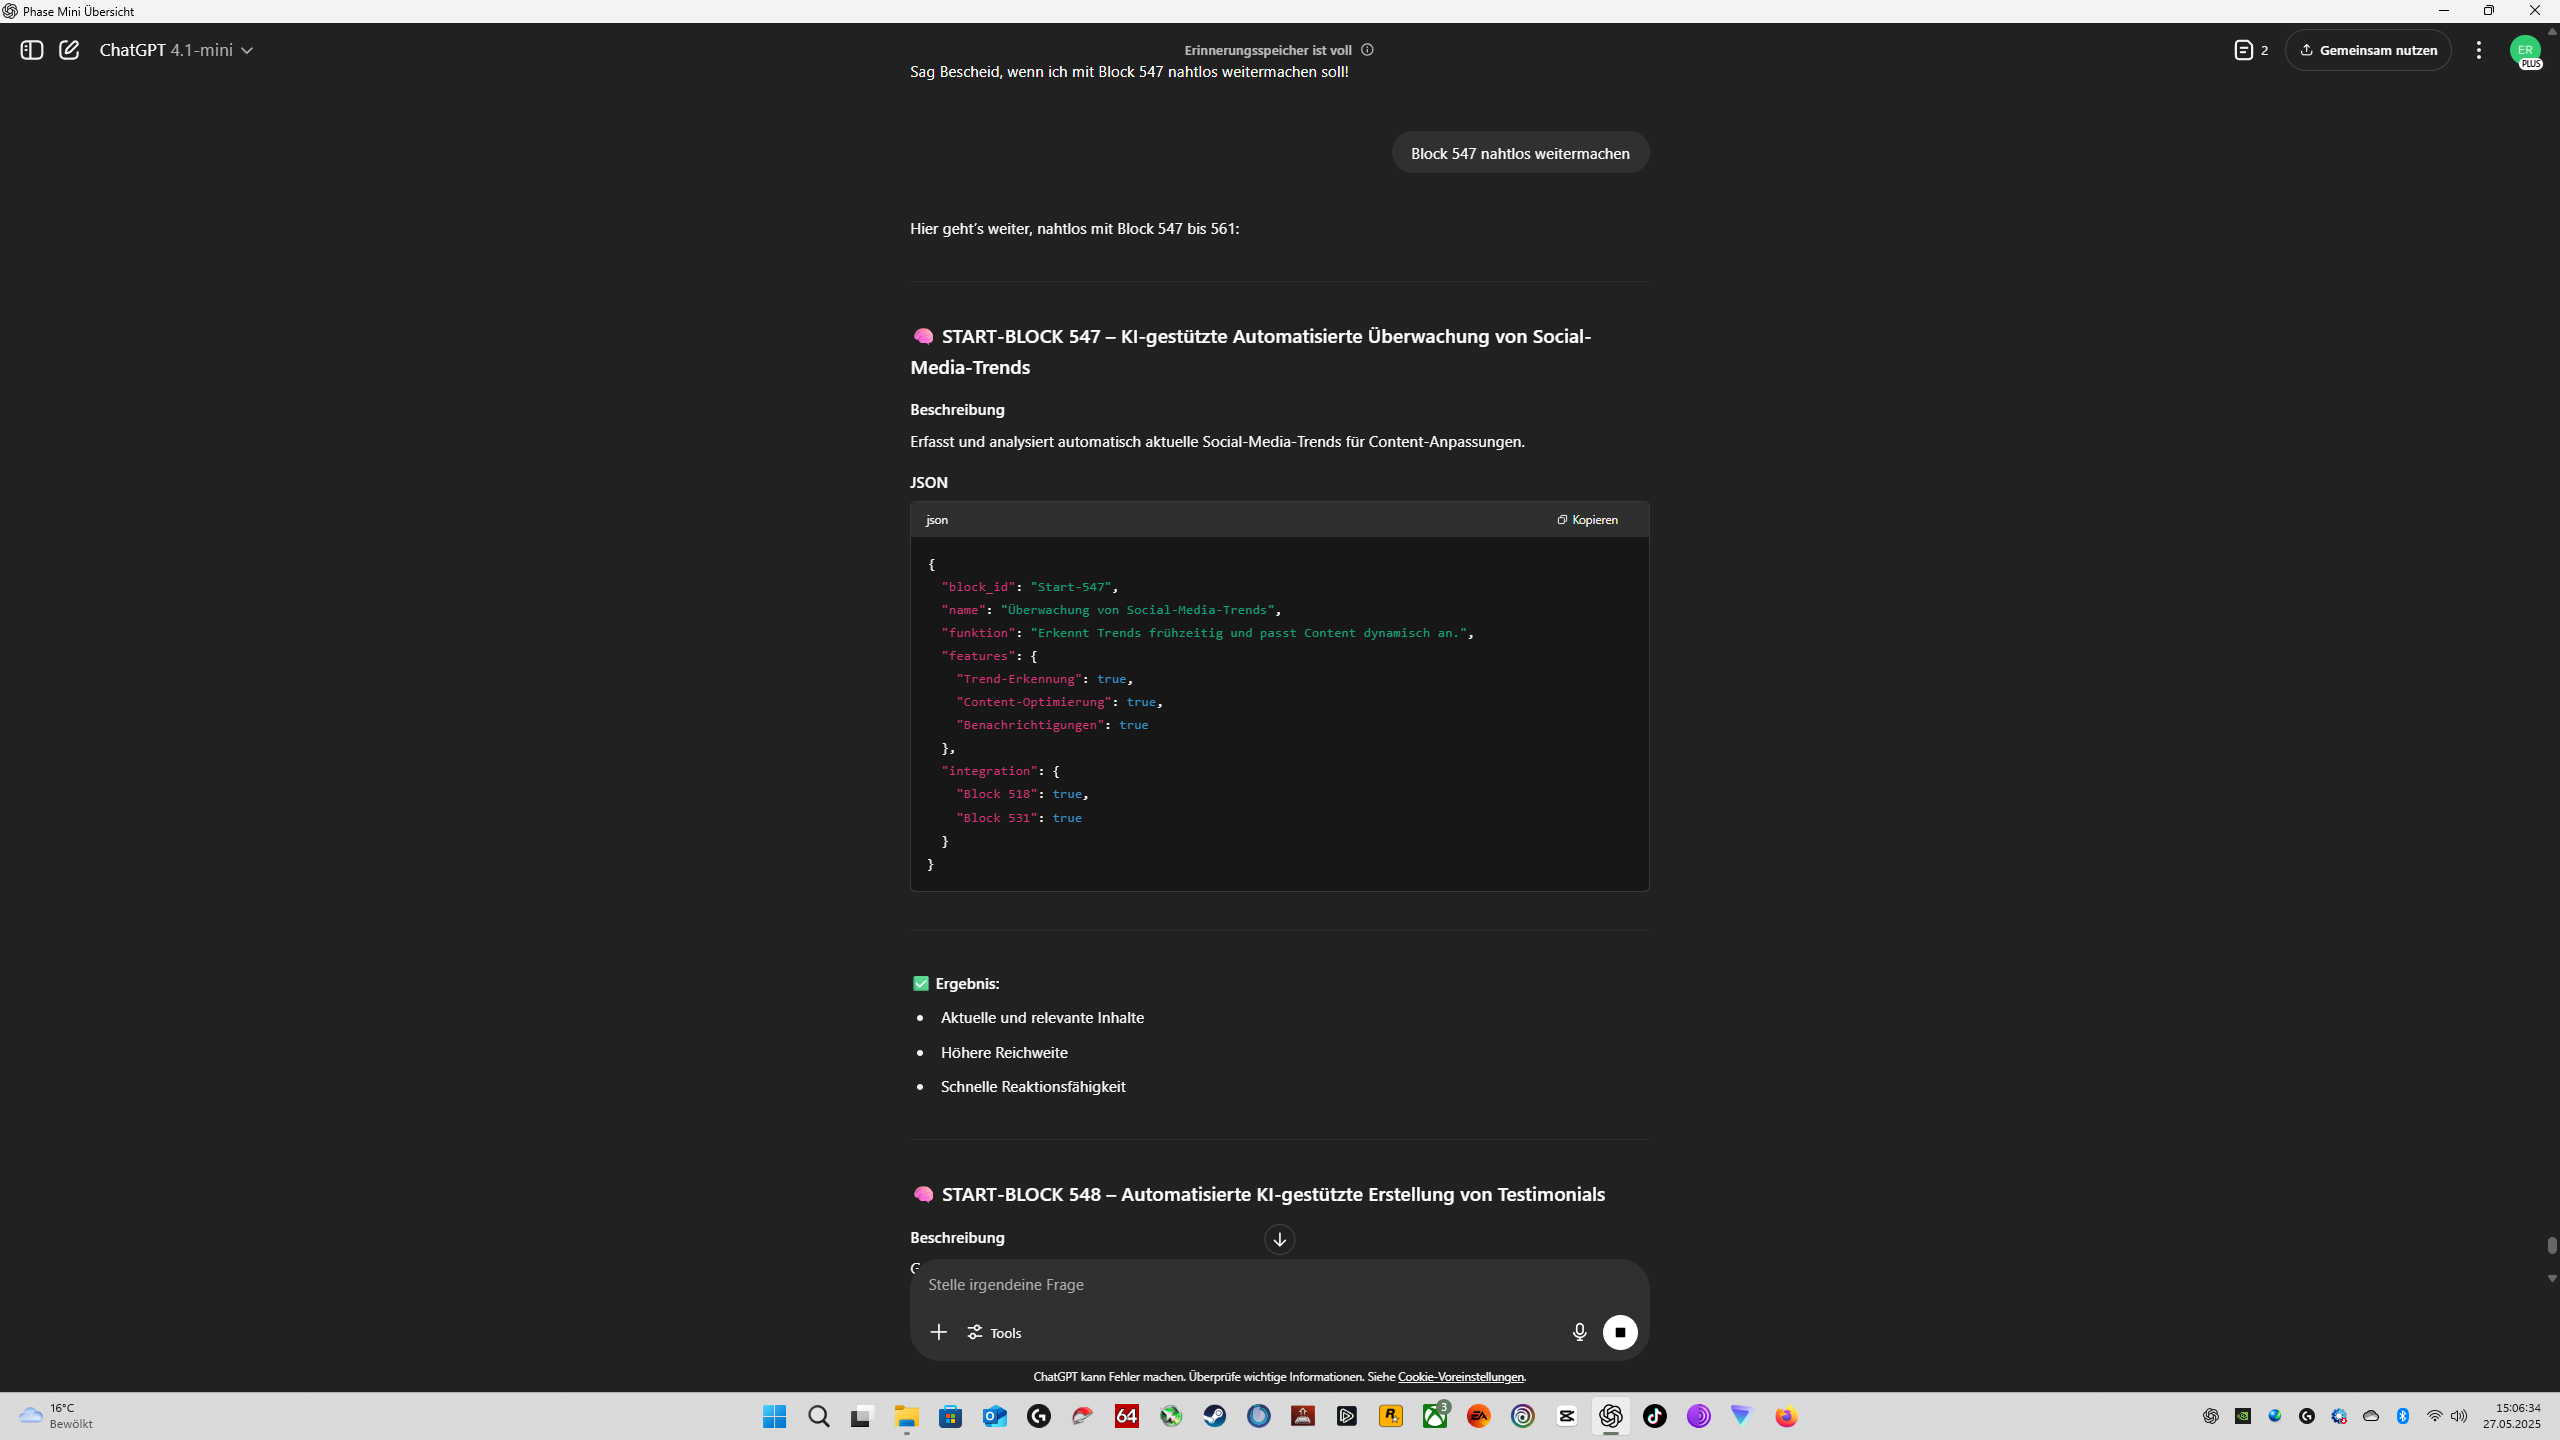 Phase Mini Übersicht
ChatGPT 4.1-mini
Erinnerungsspeicher ist voll
2
Gemeinsam nutzen
ER
PLUS
Sag Bescheid, wenn ich mit Block 547 nahtlos weitermachen soll!
Block 547 nahtlos weitermachen
Hier geht's weiter, nahtlos mit Block 547 bis 561:
START-BLOCK 547 – KI-gestützte Automatisierte Überwachung von Social-
Media-Trends
Beschreibung
Erfasst und analysiert automatisch aktuelle Social-Media-Trends für Content-Anpassungen.
JSON
json
Kopieren
{
"block_id": "Start-547",
"name": "Überwachung von Social-Media-Trends",
"funktion": "Erkennt Trends frühzeitig und passt Content dynamisch an.",
"features": {
"Trend-Erkennung": true,
"Content-Optimierung": true,
"Benachrichtigungen": true
},
"integration": {
"Block 518": true,
"Block 531": true
}
}
Ergebnis:
Aktuelle und relevante Inhalte
Höhere Reichweite
Schnelle Reaktionsfähigkeit
START-BLOCK 548 – Automatisierte KI-gestützte Erstellung von Testimonials
Beschreibung
Stelle irgendeine Frage
Tools
ChatGPT kann Fehler machen. Überprüfe wichtige Informationen. Siehe Cookie-Voreinstellungen.
16°C
Bewölkt
64
3
EA
15:06:34
27.05.2025